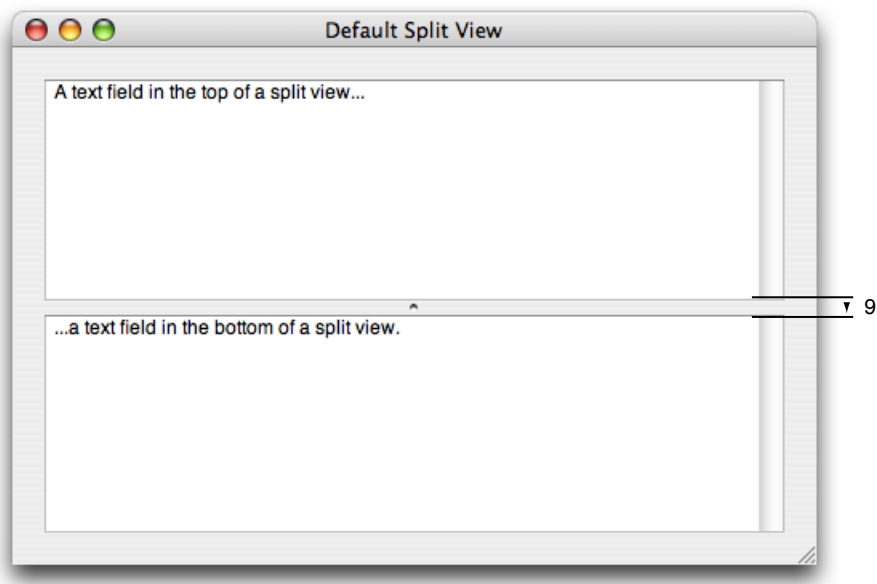 Default Split View
A text field in the top of a split view...
9
...a text field in the bottom of a split view.